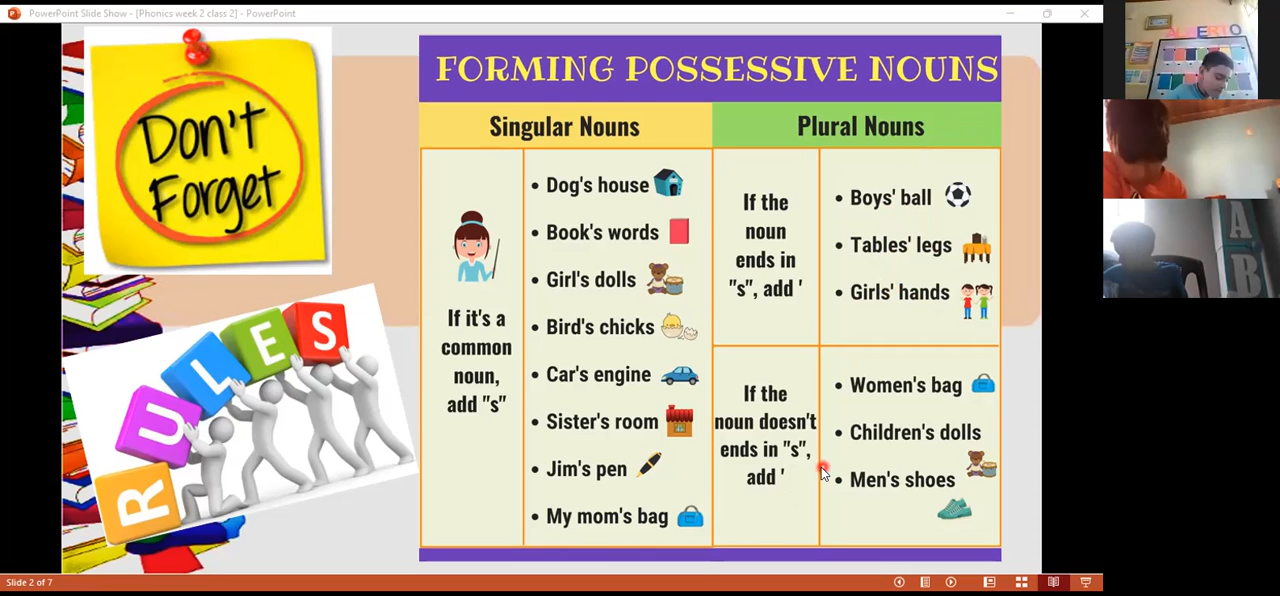 PowerPoint Slide Show - [Phonics week 2 class 2] - PowerPoint
Don't
Forget
RULES
FORMING POSSESSIVE NOUNS
Singular Nouns
Plural Nouns
If it's a
common
noun,
add "s"
• Dog's house
• Book's words
• Girl's dolls
• Bird's chicks
• Car's engine
• Sister's room
• Jim's pen
• My mom's bag
If the
noun
ends in
"s", add '
• Boys' ball
• Tables' legs
• Girls' hands
If the
noun doesn't
ends in "s",
add '
• Women's bag
• Children's dolls
• Men's shoes
Slide 2 of 7
ALBERTO
A
B